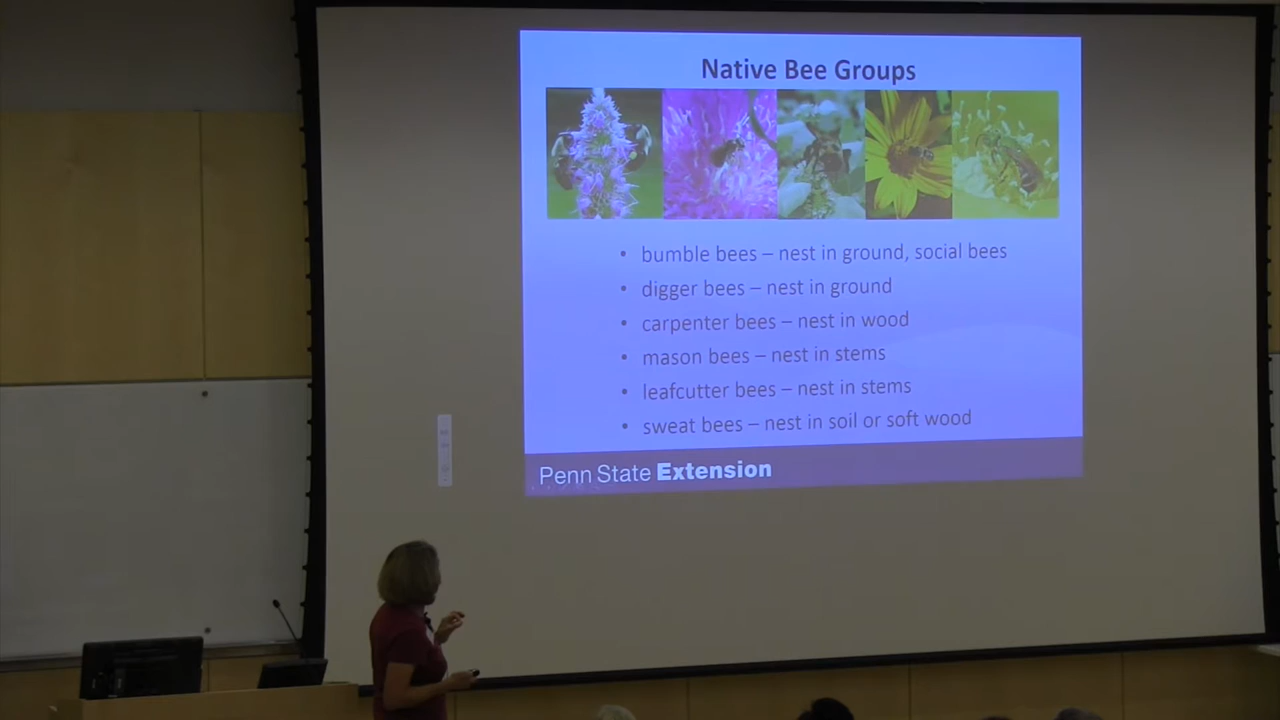 Native Bee Groups
• bumble bees – nest in ground, social bees
• digger bees – nest in ground
• carpenter bees – nest in wood
• mason bees – nest in stems
• leafcutter bees – nest in stems
• sweat bees – nest in soil or soft wood
Penn State Extension